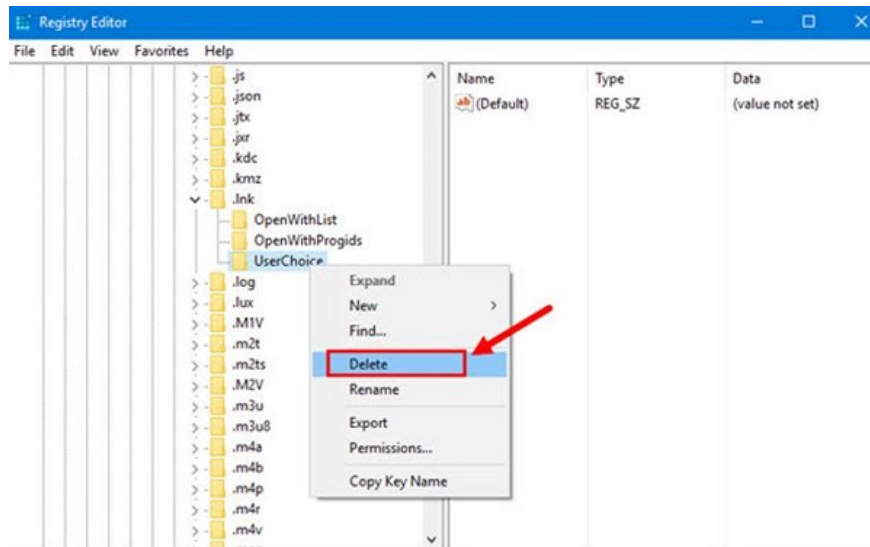 Registry Editor
File Edit View Favorites Help
.js
.json
.jtx
.jxr
.kdc
.kmz
.lnk
OpenWithList
OpenWithProgids
UserChoice
.log
.lux
.M1V
.m2t
.m2ts
.M2V
.m3u
.m3u8
.m4a
.m4b
.m4p
.m4r
.m4v
Expand
New
Find...
Delete
Rename
Export
Permissions...
Copy Key Name
Name Type Data
ab (Default) REG_SZ (value not set)